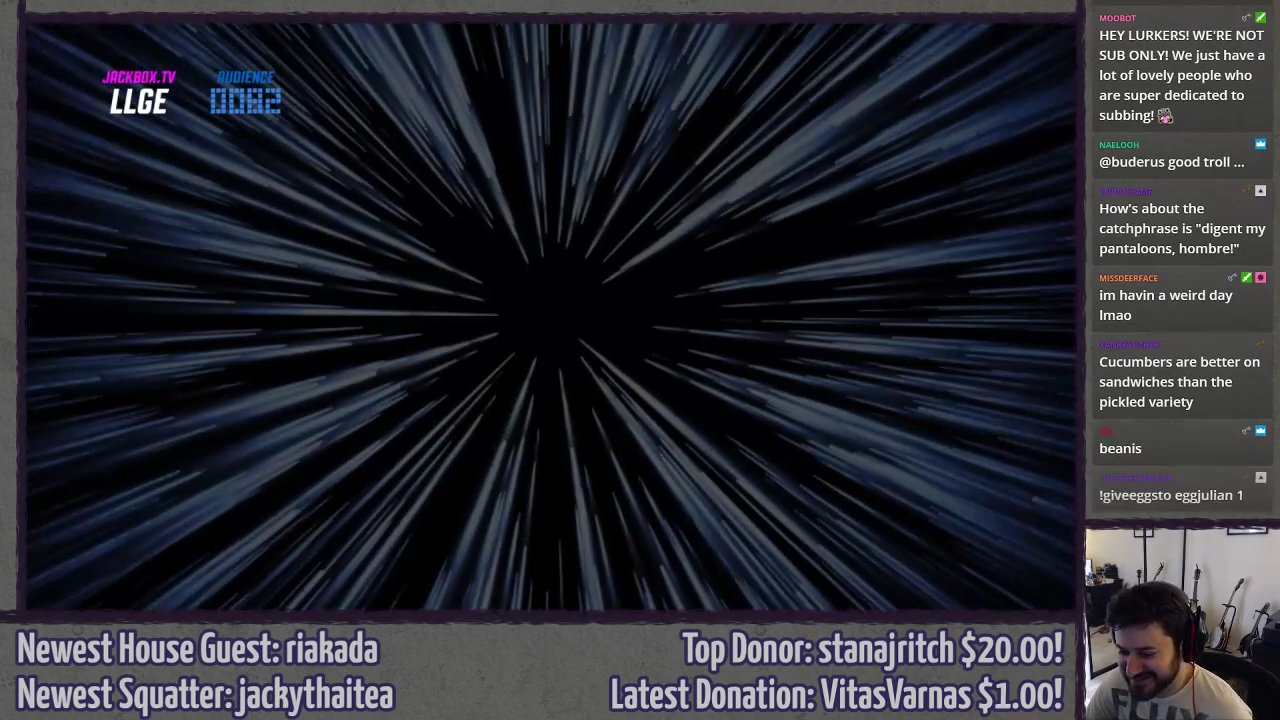 JACKBOX.TV
LLGE
AUDIENCE
0082
MOOBOT
HEY LURKERS! WE'RE NOT
SUB ONLY! We just have a
lot of lovely people who
are super dedicated to
subbing!
NAELOOH
@buderus good troll ...
How's about the
catchphrase is "digent my
pantaloons, hombre!"
MISSDEERFACE
im havin a weird day
lmao
Cucumbers are better on
sandwiches than the
pickled variety
beanis
!giveeggsto eggjulian 1
Newest House Guest: riakada
Newest Squatter: jackythaitea
Top Donor: stanajritch $20.00!
Latest Donation: VitasVarnas $1.00!